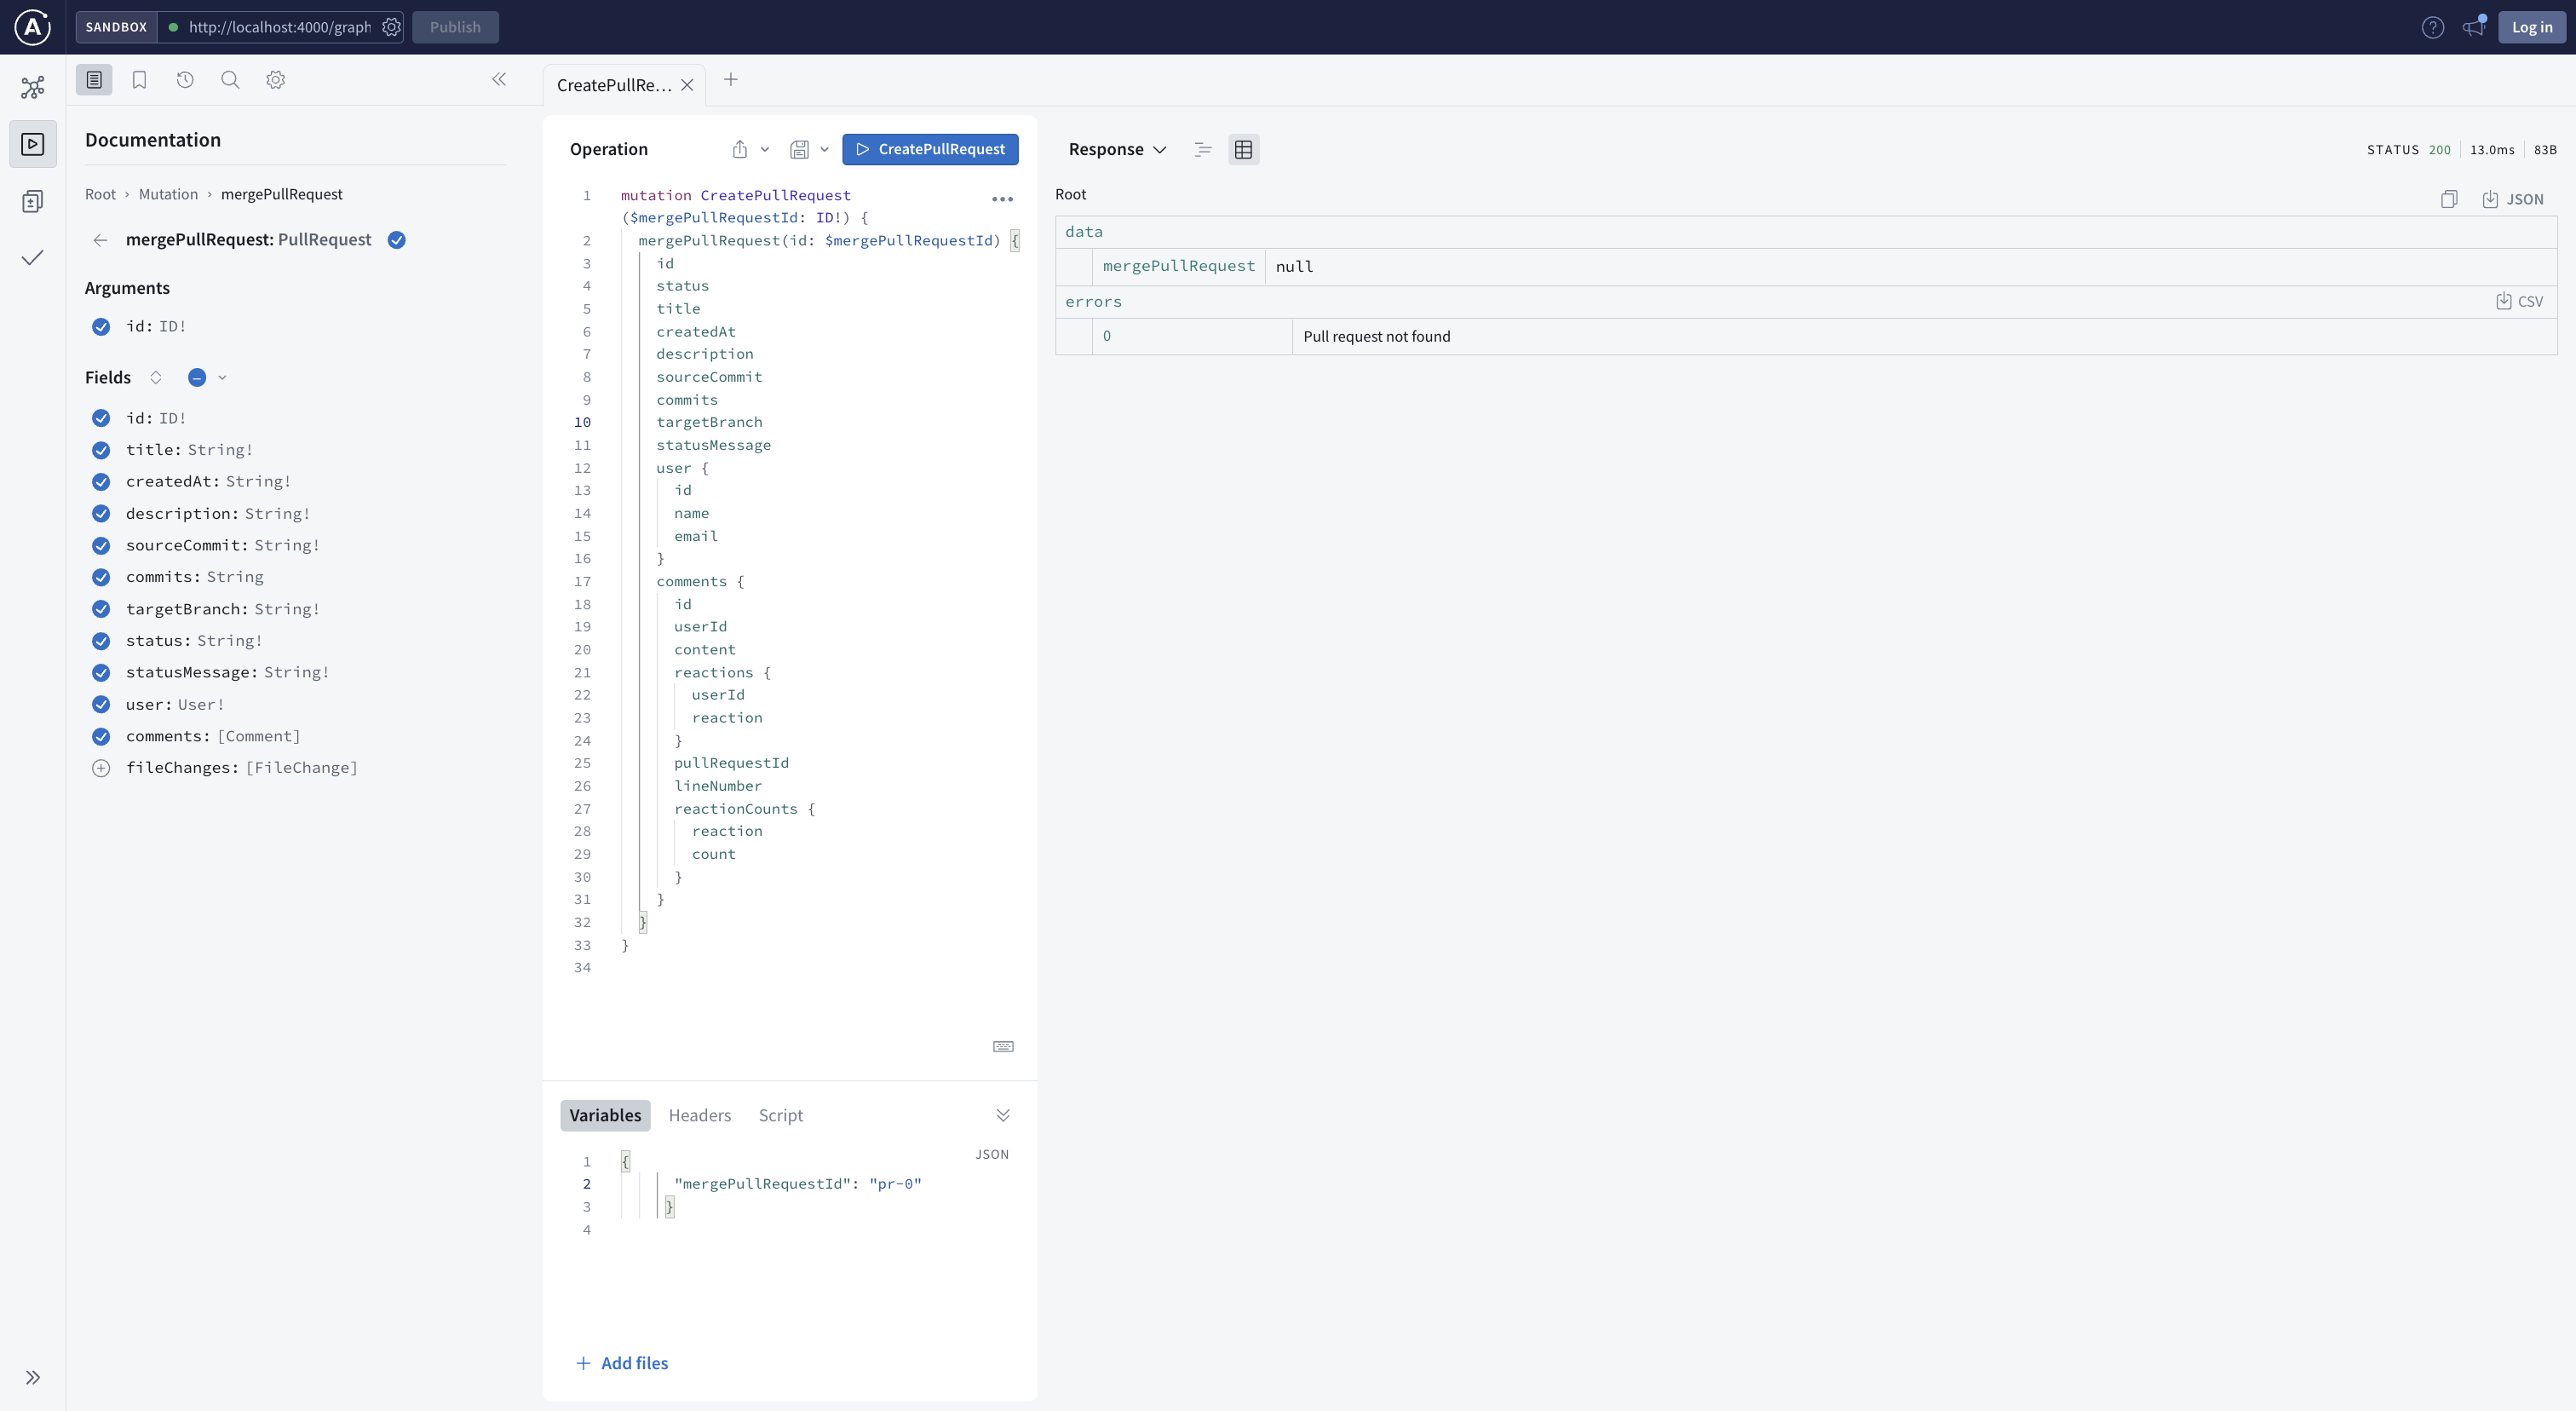 SANDBOX
http://localhost:4000/graph
Publish
Log in
Documentation
Root › Mutation › mergePullRequest
mergePullRequest: PullRequest
Arguments
id: ID!
Fields
id: ID!
title: String!
createdAt: String!
description: String!
sourceCommit: String!
commits: String
targetBranch: String!
status: String!
statusMessage: String!
user: User!
comments: [Comment]
fileChanges: [FileChange]
CreatePullRe...
Operation
CreatePullRequest
1 mutation CreatePullRequest
($mergePullRequestId: ID!) {
2 mergePullRequest(id: $mergePullRequestId) {
3 id
4 status
5 title
6 createdAt
7 description
8 sourceCommit
9 commits
10 targetBranch
11 statusMessage
12 user {
13 id
14 name
15 email
16 }
17 comments {
18 id
19 userId
20 content
21 reactions {
22 userId
23 reaction
24 }
25 pullRequestId
26 lineNumber
27 reactionCounts {
28 reaction
29 count
30 }
31 }
32 }
33 }
34
Variables Headers Script
JSON
1 {
2 "mergePullRequestId": "pr-0"
3 }
4
Add files
Response
STATUS 200 13.0ms 83B
Root
JSON
data
mergePullRequest null
errors
CSV
0 Pull request not found